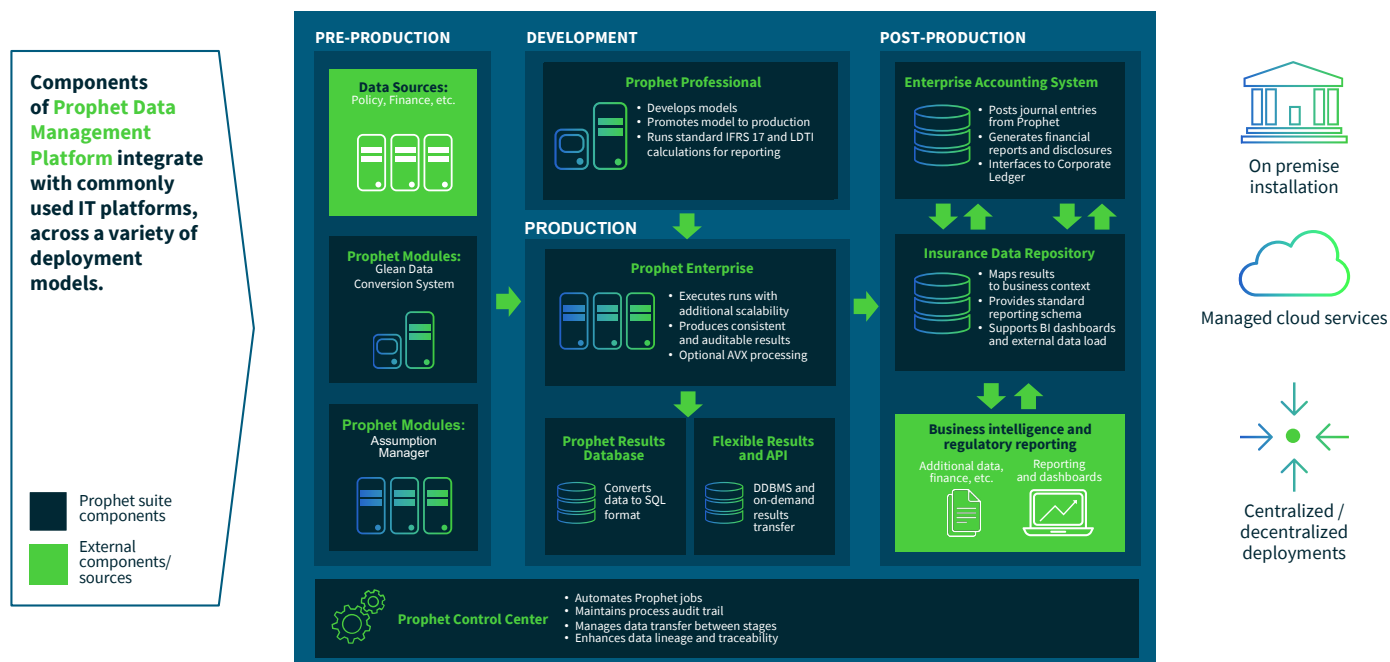 Components
of Prophet Data
Management
Platform integrate
with commonly
used IT platforms,
across a variety of
deployment
models.
Prophet suite
components
External
components/
sources
PRE-PRODUCTION
Data Sources:
Policy, Finance, etc.
Prophet Modules:
Glean Data
Conversion System
Prophet Modules:
Assumption
Manager
DEVELOPMENT
Prophet Professional
• Develops models
• Promotes model to production
• Runs standard IFRS 17 and LDTI
calculations for reporting
PRODUCTION
Prophet Enterprise
• Executes runs with
additional scalability
• Produces consistent
and auditable results
• Optional AVX processing
Prophet Results
Database
Converts
data to SQL
format
Flexible Results
and API
DDBMS and
on-demand
results
transfer
POST-PRODUCTION
Enterprise Accounting System
• Posts journal entries
from Prophet
• Generates financial
reports and disclosures
• Interfaces to Corporate
Ledger
Insurance Data Repository
• Maps results
to business context
• Provides standard
reporting schema
• Supports BI dashboards
and external data load
Business intelligence and
regulatory reporting
Additional data,
finance, etc.
Reporting
and dashboards
Prophet Control Center
• Automates Prophet jobs
• Maintains process audit trail
• Manages data transfer between stages
• Enhances data lineage and traceability
On premise
installation
Managed cloud services
Centralized /
decentralized
deployments